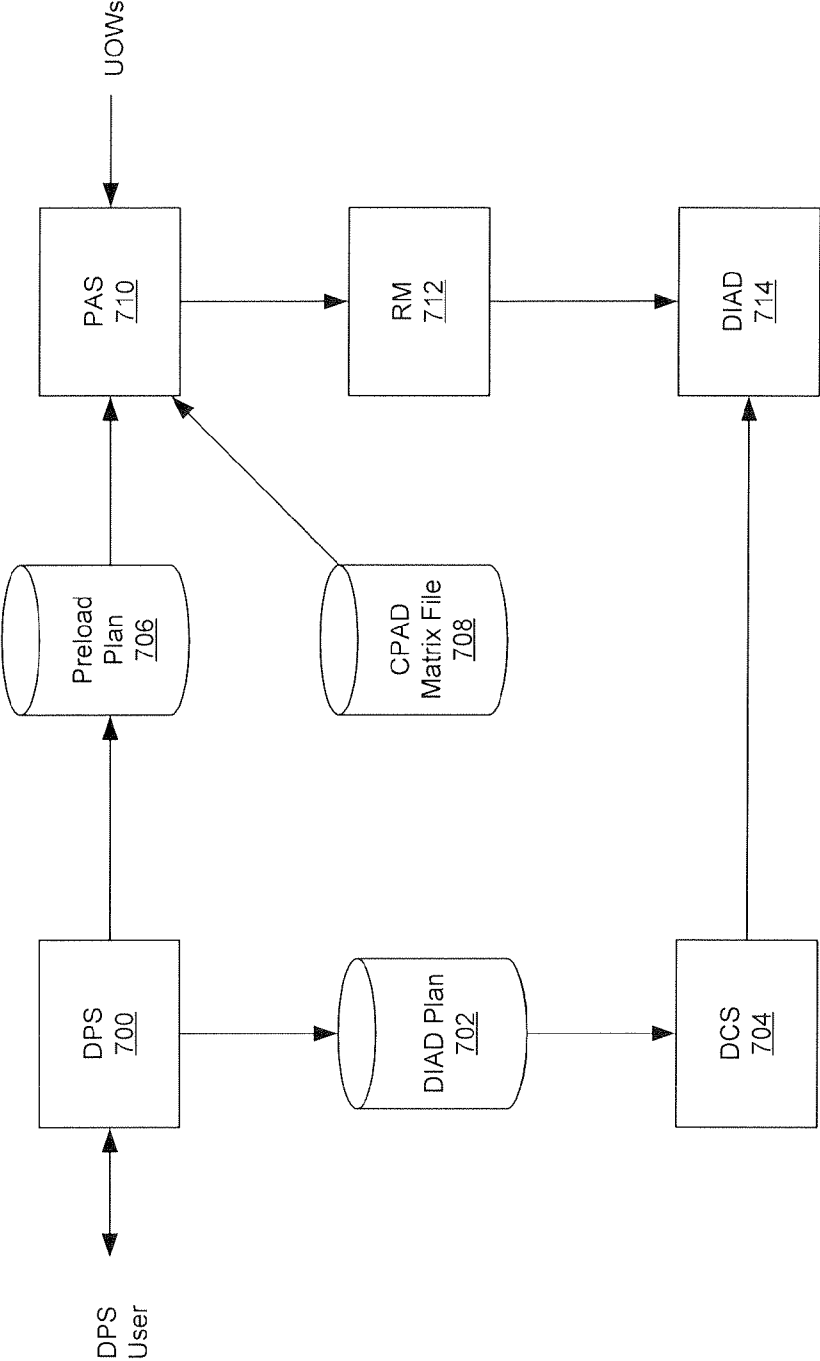 DPS
User
DPS
700
Preload
Plan
706
PAS
710
UOWs
DIAD Plan
702
CPAD
Matrix File
708
RM
712
DCS
704
DIAD
714